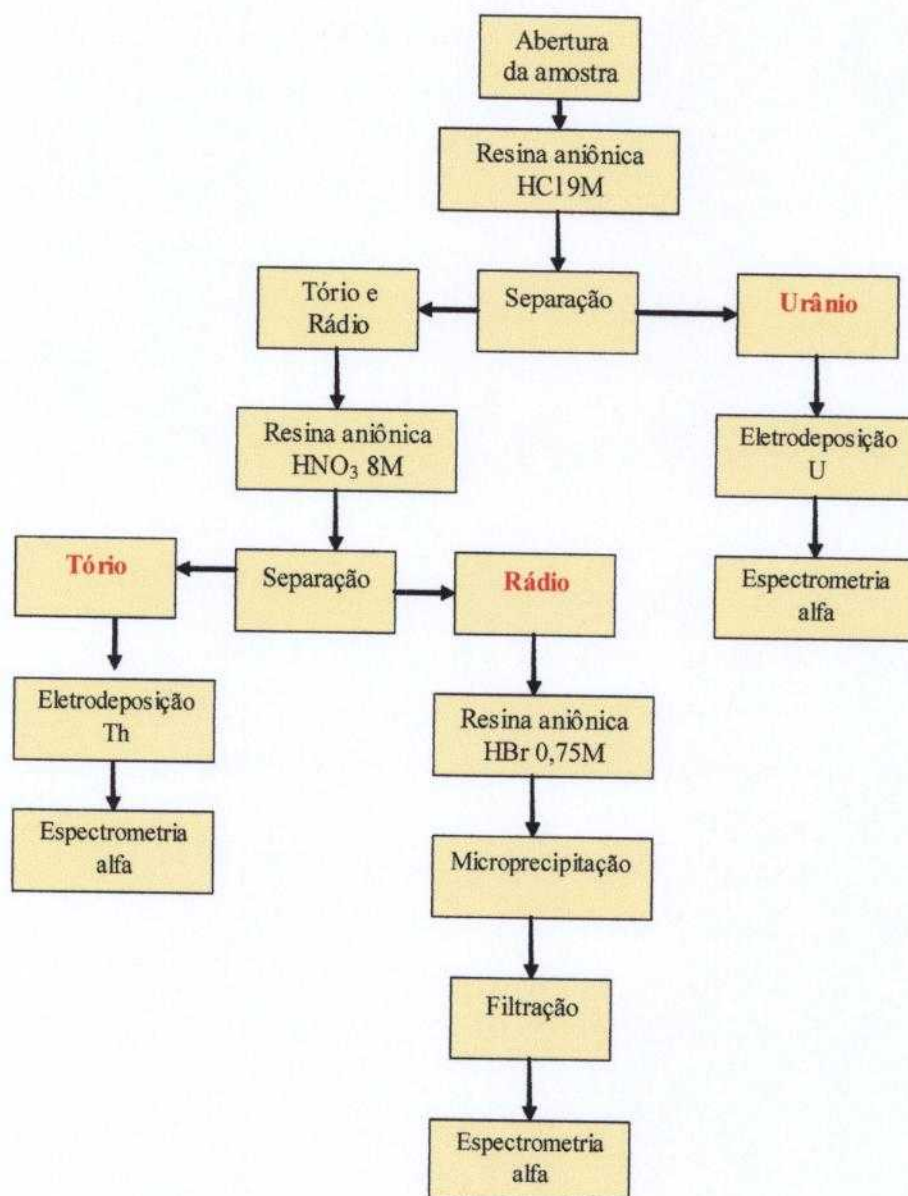 Abertura
da amostra
Resina aniônica
HC19M
Tório e
Rádio
Separação
Urânio
Resina aniônica
HNO₃ 8M
Eletrodeposição
U
Tório
Separação
Rádio
Espectrometria
alfa
Eletrodeposição
Th
Resina aniônica
HBr 0,75M
Espectrometria
alfa
Microprecipitação
Filtração
Espectrometria
alfa